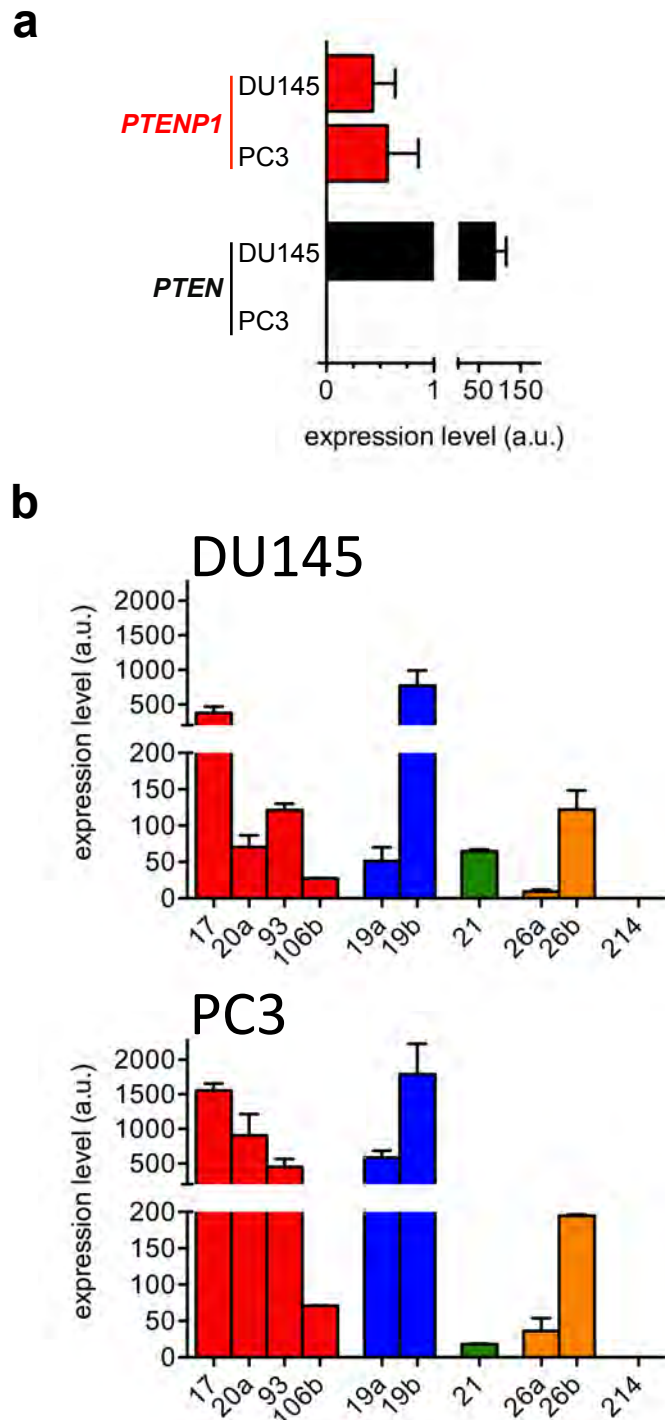 a
PTENP1
DU145
PC3
PTEN
DU145
PC3
0 1 50 150
expression level (a.u.)
b
DU145
expression level (a.u.)
2000
1500
1000
500
200
150
100
50
0
17 20a 93 106b 19a 19b 21 26a 26b 214
PC3
expression level (a.u.)
2000
1500
1000
500
200
150
100
50
0
17 20a 93 106b 19a 19b 21 26a 26b 214